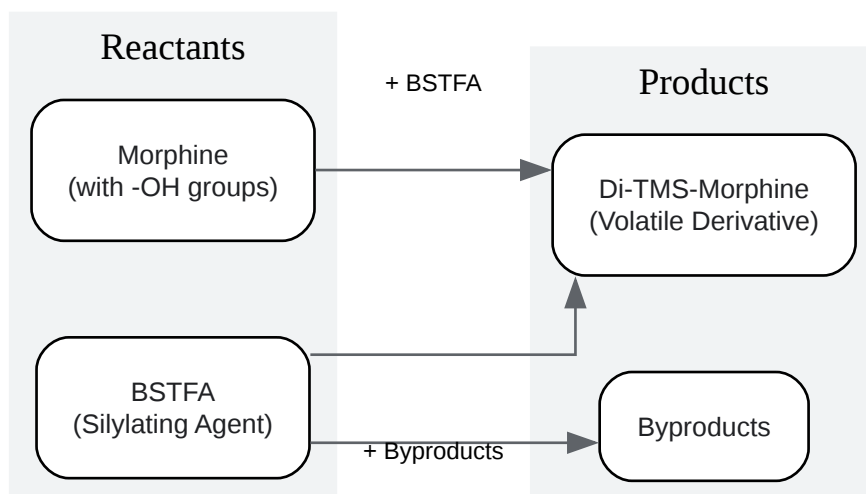 Reactants
+ BSTFA
Products
Morphine
(with -OH groups)
Di-TMS-Morphine
(Volatile Derivative)
BSTFA
(Silylating Agent)
+ Byproducts
Byproducts